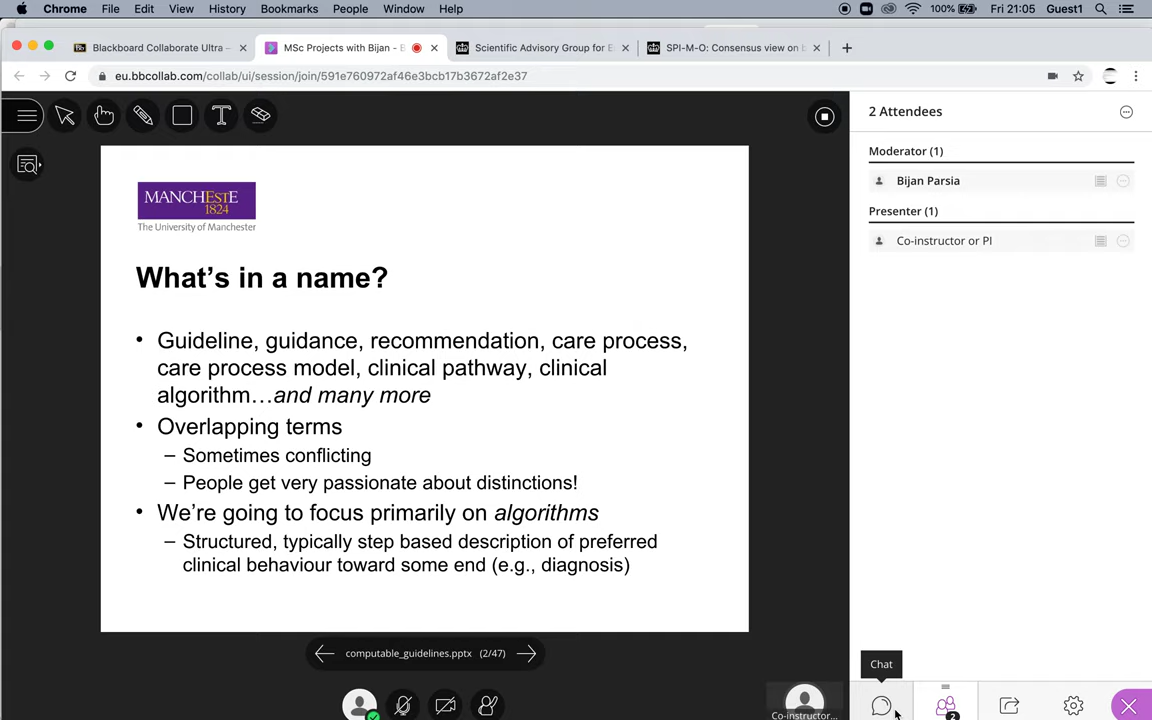 Chrome File Edit View History Bookmarks People Window Help 100% Fri 21:05 Guest1
Blackboard Collaborate Ultra – MSc Projects with Bijan - B Scientific Advisory Group for E SPI-M-O: Consensus view on
eu.bbcollab.com/collab/ui/session/join/591e760972af46e3bcb17b3672af2e37
2 Attendees
Moderator (1)
Bijan Parsia
Presenter (1)
Co-instructor or PI
MANCHESTER
1824
The University of Manchester
What's in a name?
• Guideline, guidance, recommendation, care process,
care process model, clinical pathway, clinical
algorithm…and many more
• Overlapping terms
– Sometimes conflicting
– People get very passionate about distinctions!
• We're going to focus primarily on algorithms
– Structured, typically step based description of preferred
clinical behaviour toward some end (e.g., diagnosis)
computable_guidelines.pptx (2/47)
Chat
Co-instructor...
2